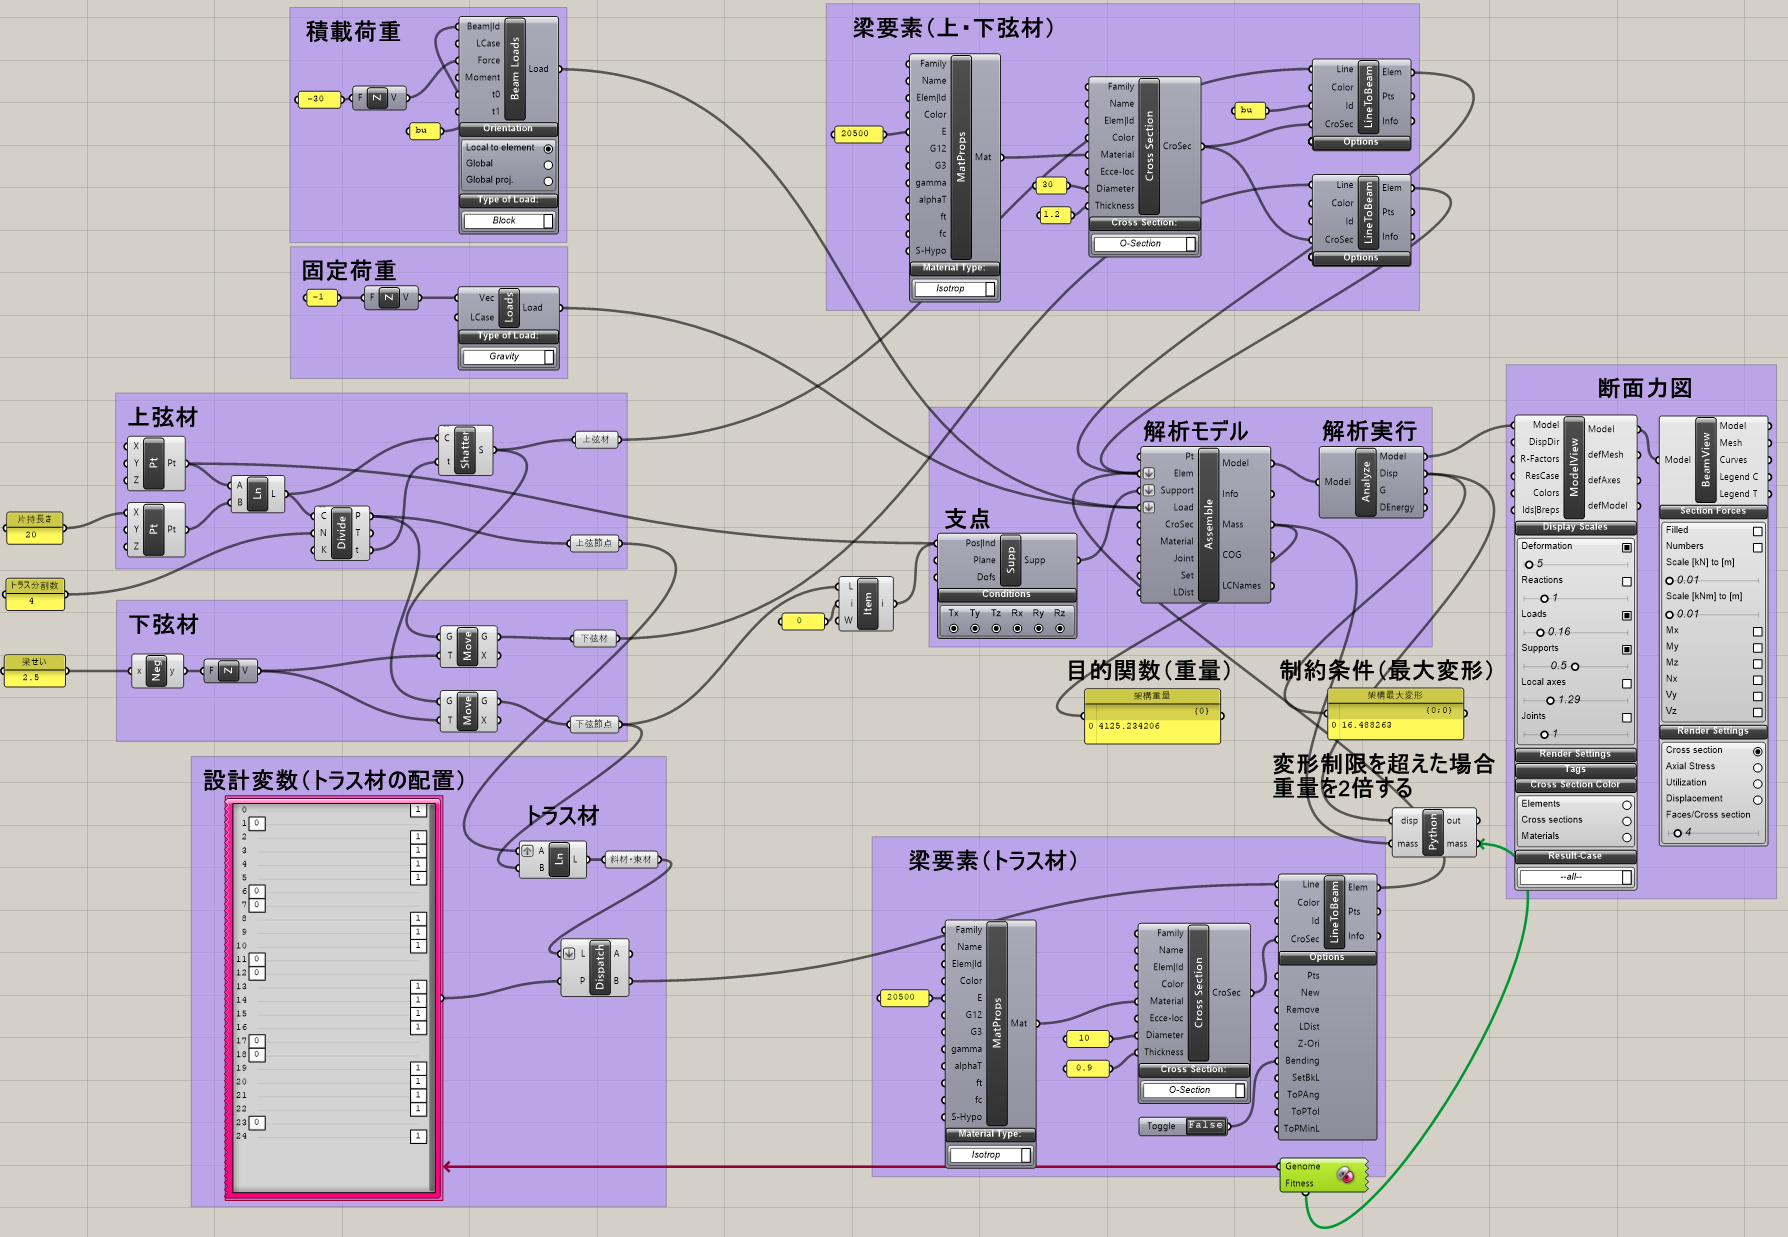 積載荷重
Beam|Id
LCase
Force
Moment
t0
t1
Beam Loads
Load
-30
F Z V
bu
Orientation
Local to element
Global
Global proj.
Type of Load:
Block
固定荷重
-1
F Z V
Vec
LCase
Loads
Load
Type of Load:
Gravity
梁要素(上・下弦材)
20500
Family
Name
Elem|Id
Color
E
G12
G3
gamma
alphaT
ft
fc
S-Hypo
MatProps
Mat
Material Type:
Isotrop
30
1.2
Family
Name
Elem|Id
Color
Material
Ecce-loc
Diameter
Thickness
Cross Section
CroSec
Cross Section:
O-Section
bu
Line
Color
Id
CroSec
LineToBeam
Elem
Pts
Info
Options
Line
Color
Id
CroSec
LineToBeam
Elem
Pts
Info
Options
上弦材
X
Y
Z
Pt
Pt
X
Y
Z
Pt
Pt
片持長さ
20
トラス分割数
4
A
B
Ln
L
C
N
K
Divide
P
T
t
C
t
Shatter
S
上弦材
上弦節点
下弦材
梁せい
2.5
x Neg y
F Z V
G
T
Move
G
X
G
T
Move
G
X
下弦材
下弦節点
支点
0
L
i
W
Item
i
Pos|Ind
Plane
Dofs
Supp
Supp
Conditions
Tx Ty Tz Rx Ry Rz
解析モデル
Pt
Elem
Support
Load
CroSec
Material
Joint
Set
LDist
Assemble
Model
Info
Mass
COG
LCNames
解析実行
Model
Analyze
Model
Disp
G
DEnergy
断面力図
Model
DispDir
R-Factors
ResCase
Colors
Ids|Breps
ModelView
Model
defMesh
defAxes
defModel
Display Scales
Deformation
5
Reactions
1
Loads
0.16
Supports
0.5
Local axes
1.29
Joints
1
Render Settings
Tags
Cross Section Color
Elements
Cross sections
Materials
Result-Case
--all--
Model
BeamView
Model
Mesh
Curves
Legend C
Legend T
Section Forces
Filled
Numbers
Scale [kN] to [m]
0.01
Scale [kNm] to [m]
0.01
Mx
My
Mz
Nx
Vy
Vz
Render Settings
Cross section
Axial Stress
Utilization
Displacement
Faces/Cross section
4
目的関数(重量)
架構重量
{0}
0 4125.234206
制約条件(最大変形)
架構最大変形
{0;0}
0 16.488263
変形制限を超えた場合
重量を2倍する
disp
mass
Python
out
mass
設計変数(トラス材の配置)
0 1
1 0
2 1
3 1
4 1
5 1
6 0
7 0
8 1
9 1
10 1
11 0
12 0
13 1
14 1
15 1
16 1
17 0
18 0
19 1
20 1
21 1
22 1
23 0
24 1
トラス材
A
B
Ln
L
斜材・束材
L
P
Dispatch
A
B
梁要素(トラス材)
20500
Family
Name
Elem|Id
Color
E
G12
G3
gamma
alphaT
ft
fc
S-Hypo
MatProps
Mat
Material Type:
Isotrop
10
0.9
Family
Name
Elem|Id
Color
Material
Ecce-loc
Diameter
Thickness
Cross Section
CroSec
Cross Section:
O-Section
Toggle False
Line
Color
Id
CroSec
LineToBeam
Elem
Pts
Info
Options
Pts
New
Remove
LDist
Z-Ori
Bending
SetBkL
ToPAng
ToPTol
ToPMinL
Genome
Fitness